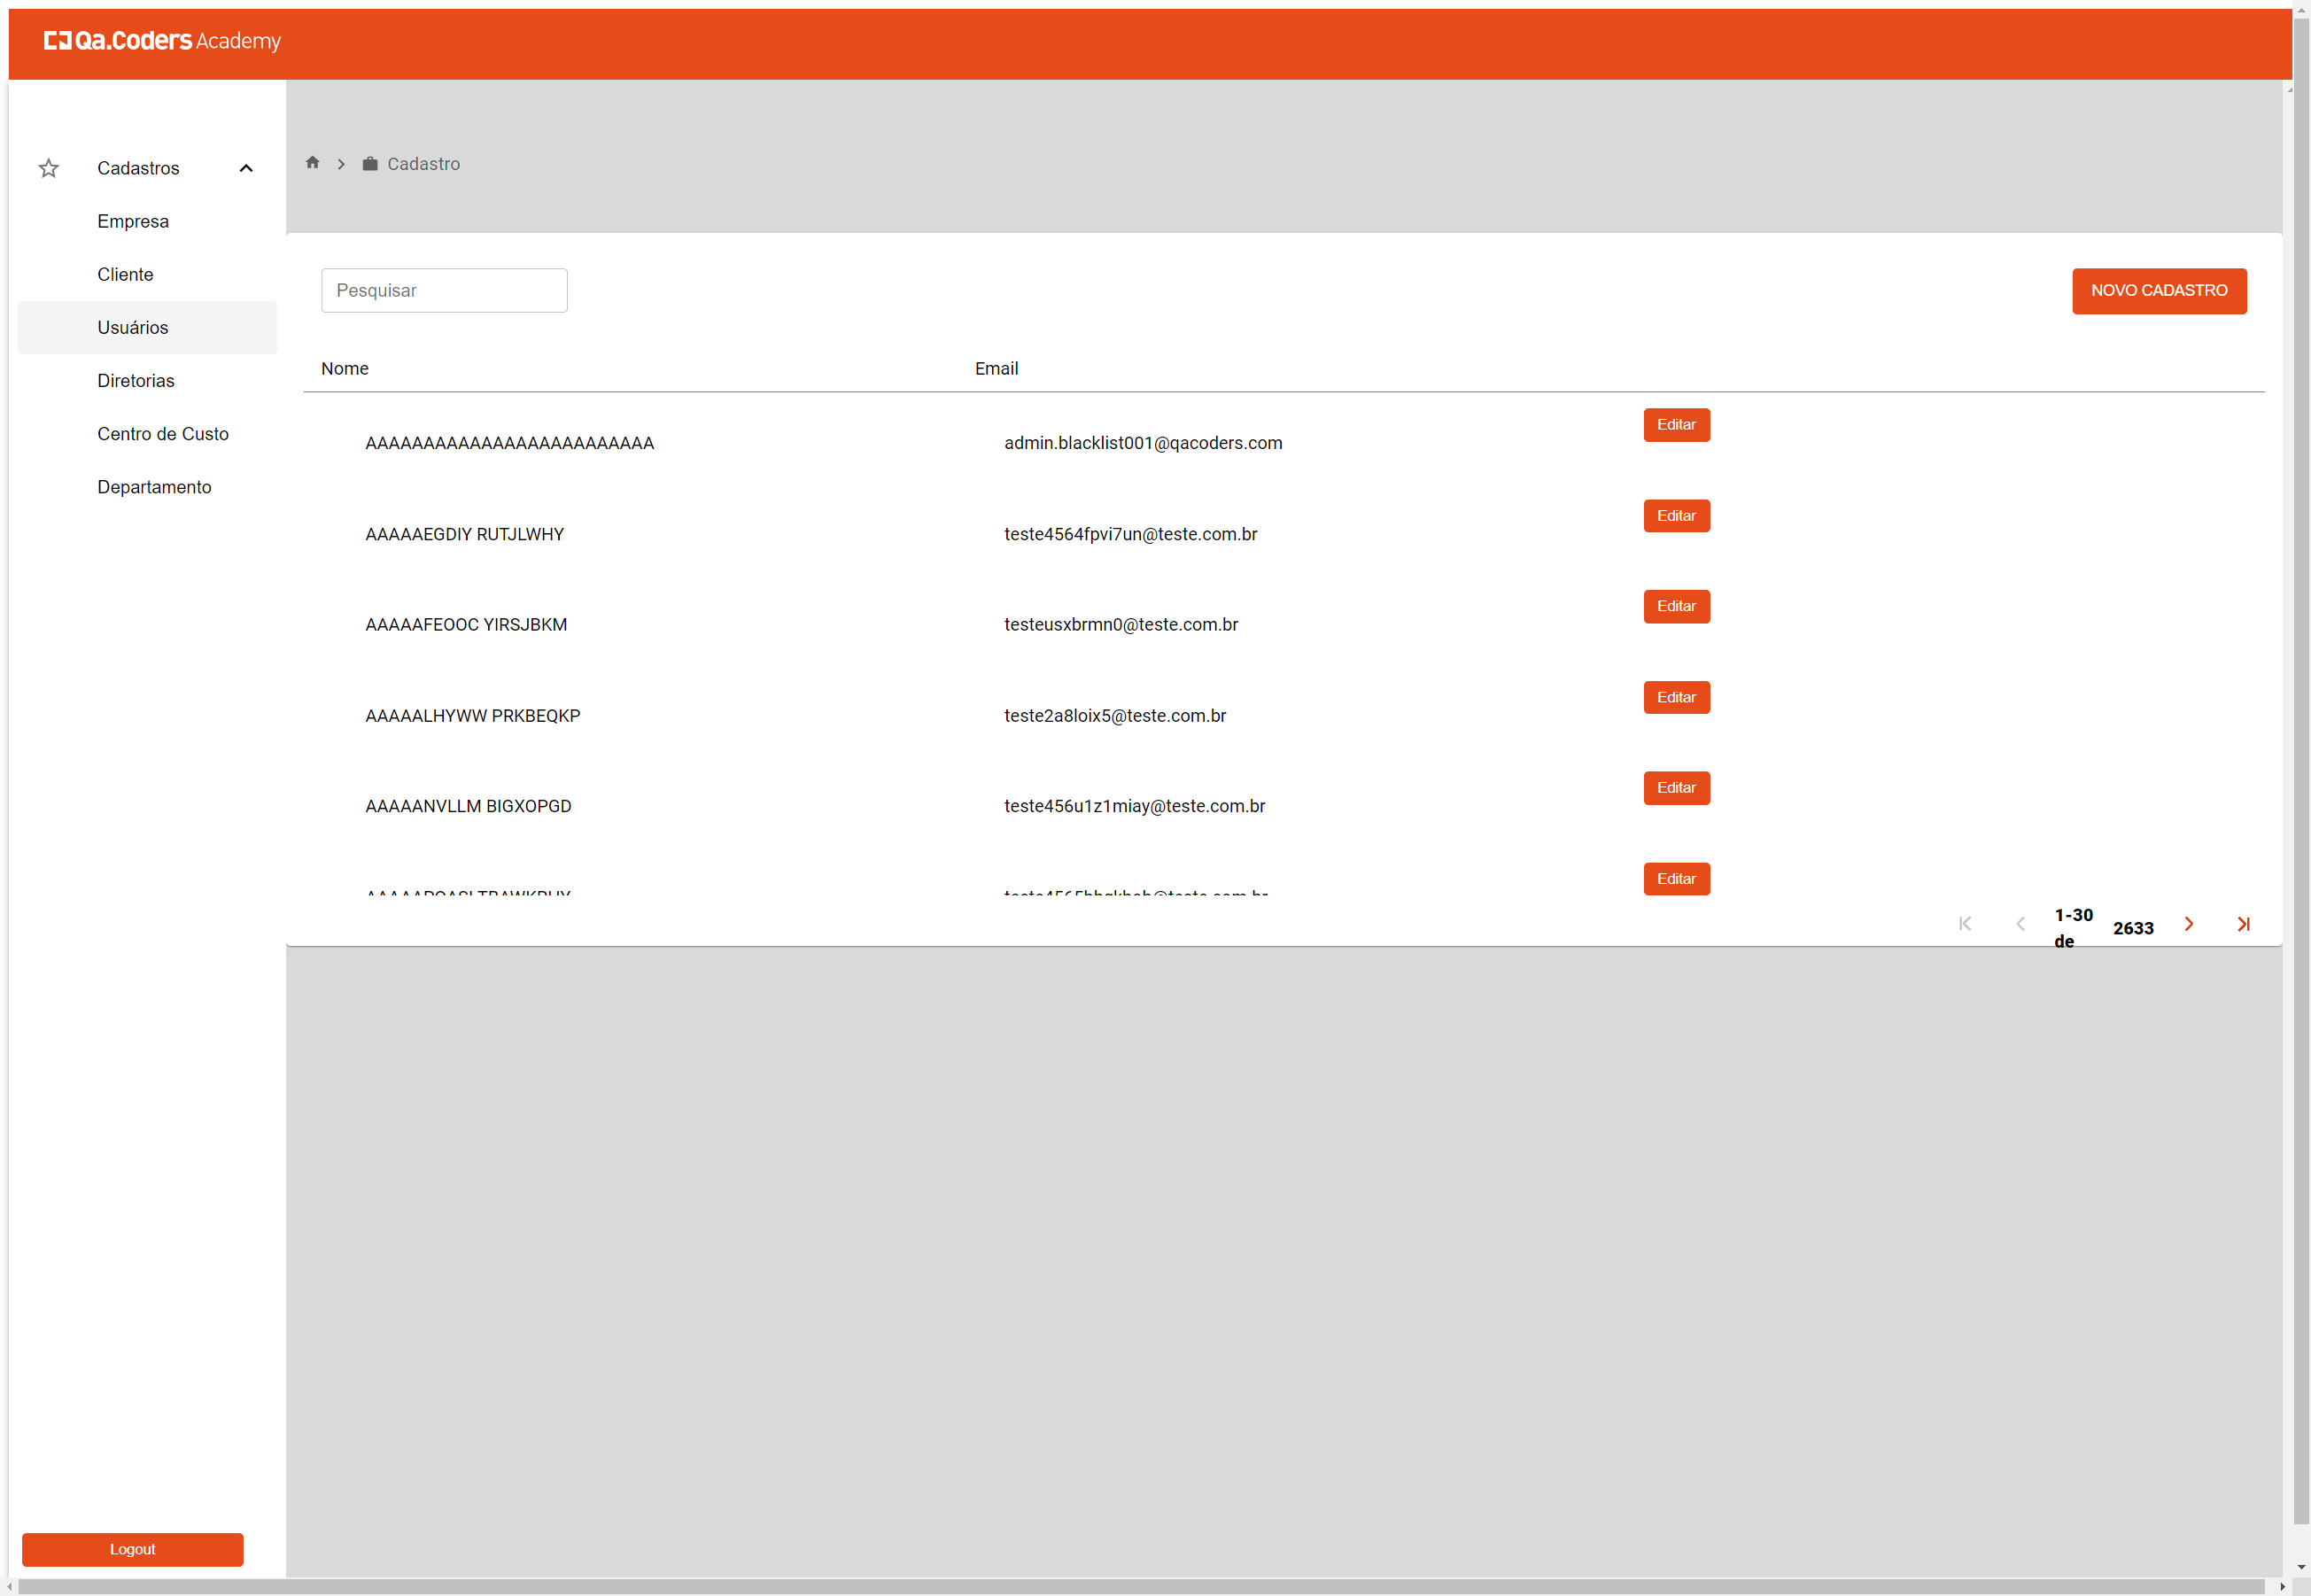 Qa.Coders Academy
Cadastros
Empresa
Cliente
Usuários
Diretorias
Centro de Custo
Departamento
Logout
Cadastro
Pesquisar
NOVO CADASTRO
Nome Email
AAAAAAAAAAAAAAAAAAAAAAAAA admin.blacklist001@qacoders.com Editar
AAAAAEGDIY RUTJLWHY teste4564fpvi7un@teste.com.br Editar
AAAAAFEOOC YIRSJBKM testeusxbrmn0@teste.com.br Editar
AAAAALHYWW PRKBEQKP teste2a8loix5@teste.com.br Editar
AAAAANVLLM BIGXOPGD teste456u1z1miay@teste.com.br Editar
Editar
1-30
de
2633